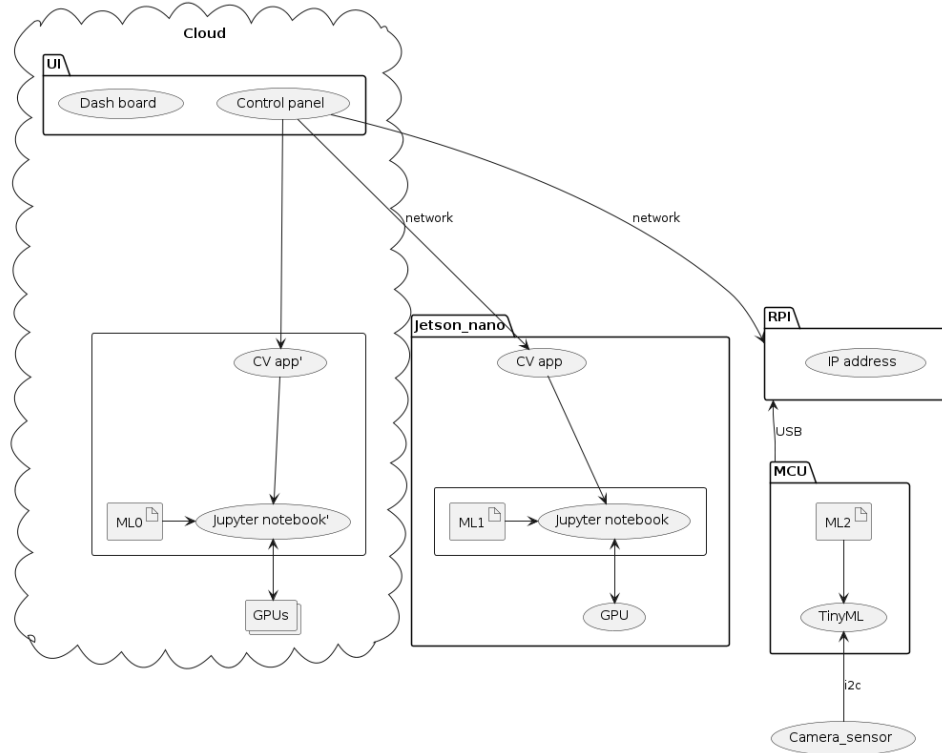 Cloud
UI
Dash board
Control panel
network
network
Jetson_nano
RPI
CV app'
CV app
IP address
USB
MCU
ML0
Jupyter notebook'
ML1
Jupyter notebook
ML2
GPUs
GPU
TinyML
i2c
Camera_sensor